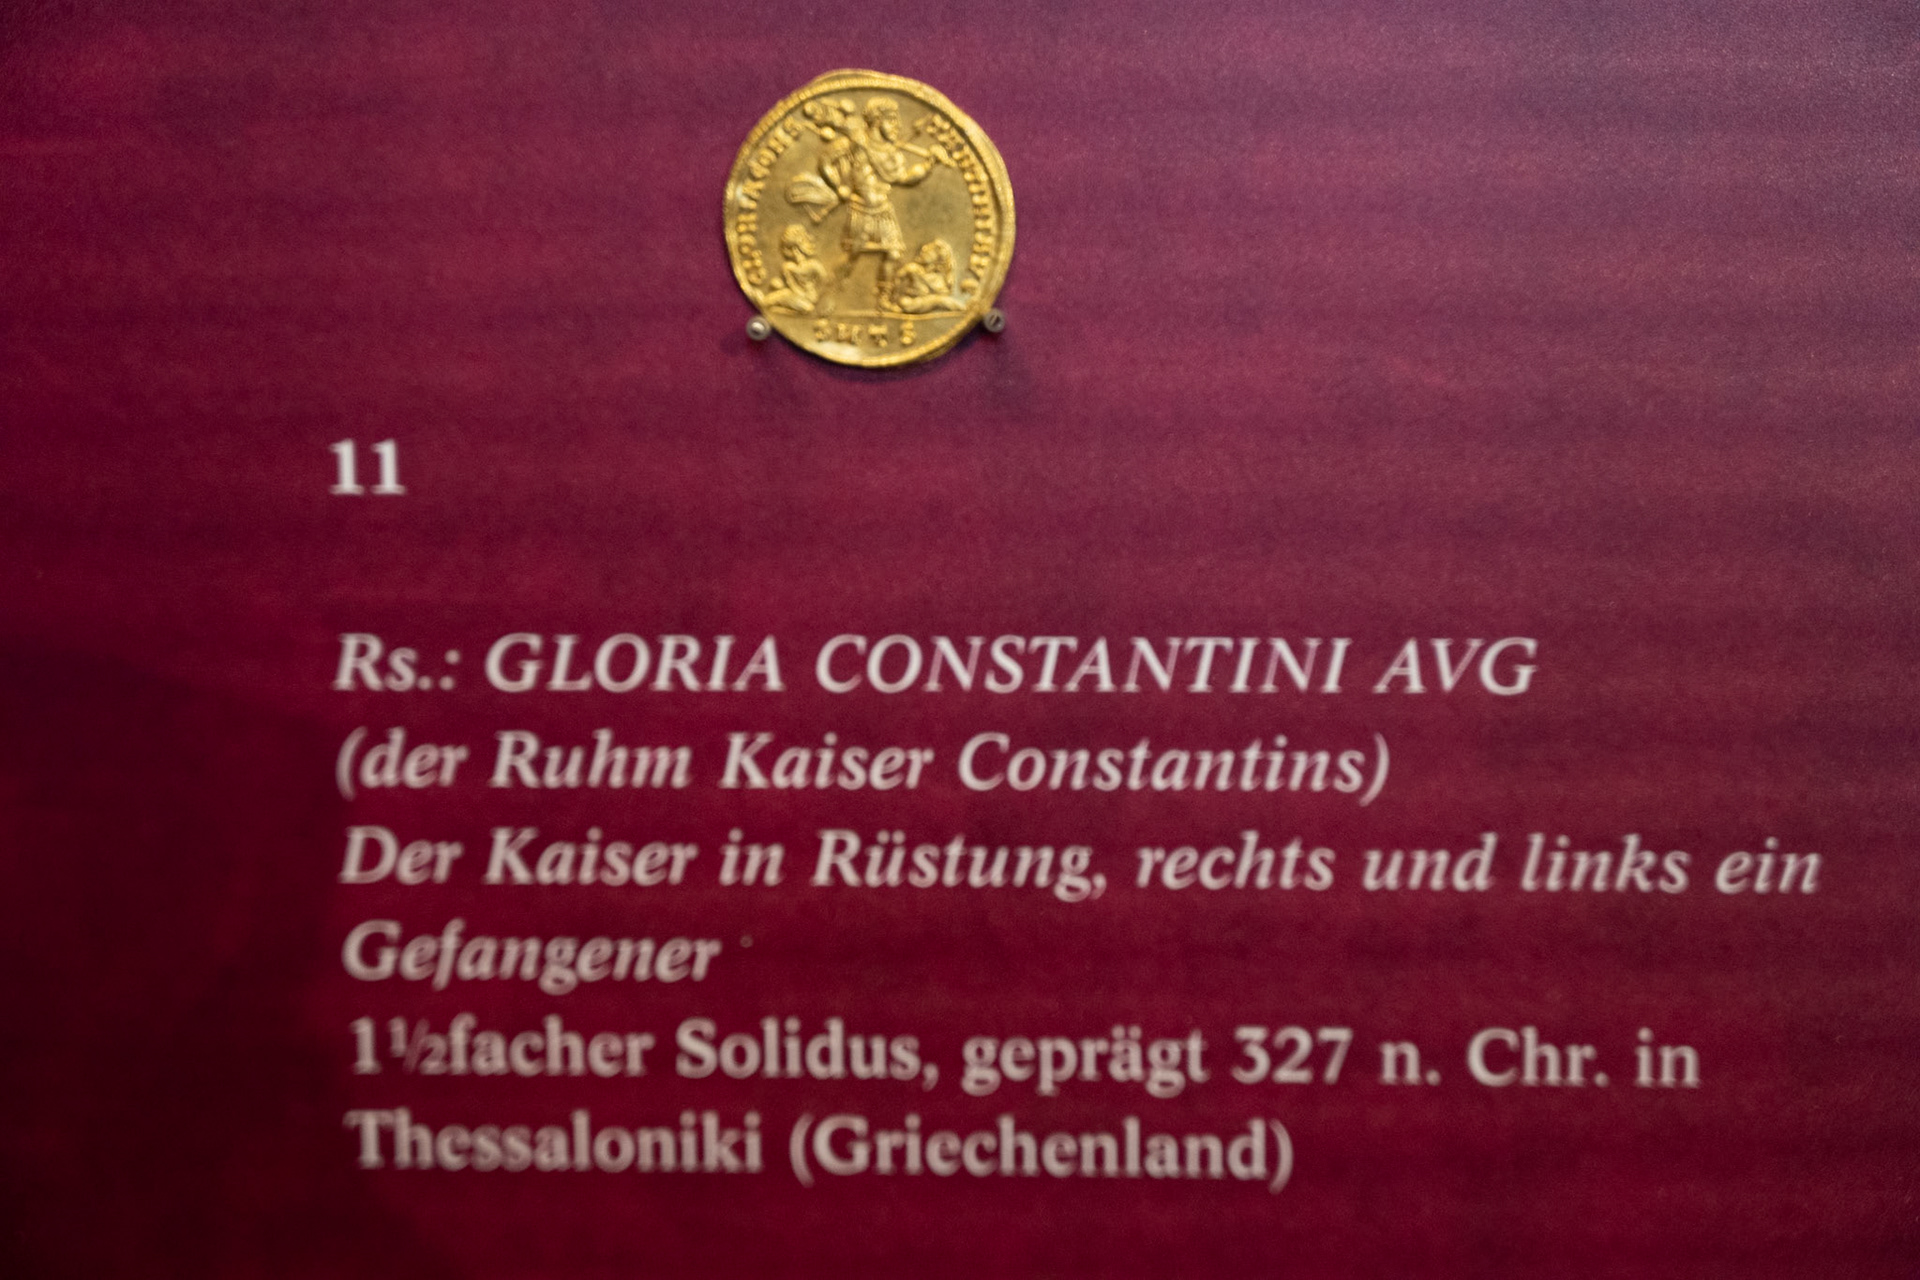 11
Rs.: GLORIA CONSTANTINI AVG
(der Ruhm Kaiser Constantins)
Der Kaiser in Rüstung, rechts und links ein
Gefangener
1½facher Solidus, geprägt 327 n. Chr. in
Thessaloniki (Griechenland)